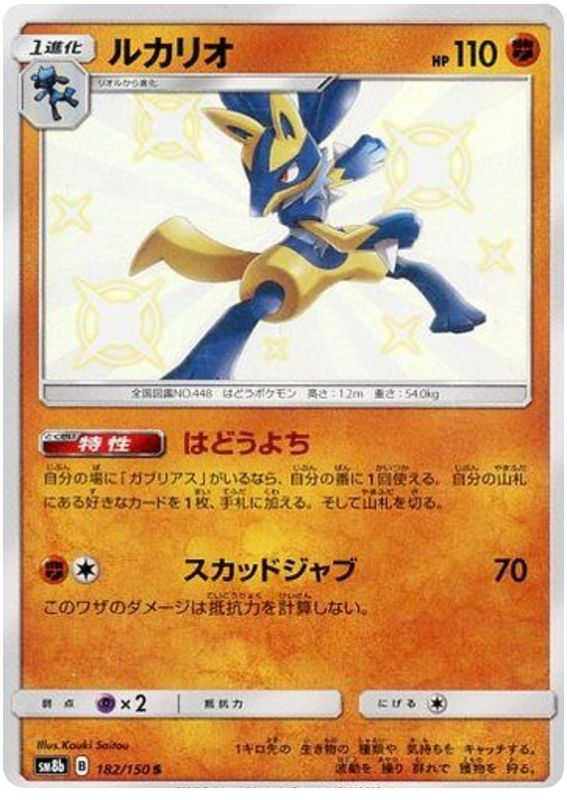 1進化 ルカリオ HP 110
リオルから進化
全国図鑑NO.448 はどうポケモン 高さ:1.2m 重さ:54.0kg
とくせい
特性 はどうよち
自分の場に「ガブリアス」がいるなら、自分の番に1回使える。自分の山札
にある好きなカードを1枚、手札に加える。そして山札を切る。
スカッドジャブ 70
このワザのダメージは抵抗力を計算しない。
弱点 ×2 抵抗力 にげる
Illus. Kouki Saitou
sm8b B 182/150 S
1キロ先の 生き物の 種類や 気持ちを キャッチする。
波動を 操り 群れで 獲物を 狩る。